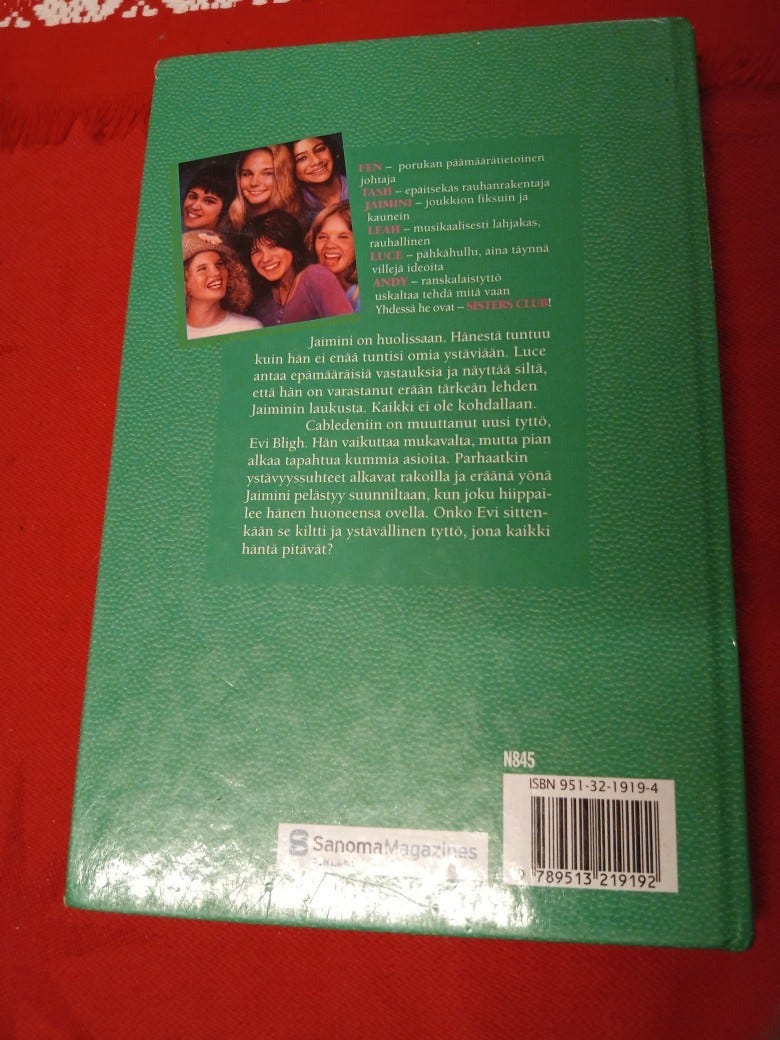 FEN – porukan päämäärätietoinen
johtaja
TASH – epäitsekäs rauhanrakentaja
JAIMINI – joukkion fiksuin ja
kaunein
LEAH – musikaalisesti lahjakas,
rauhallinen
LUCE – pähkähullu, aina täynnä
villejä ideoita
ANDY – ranskalaistyttö
uskaltaa tehdä mitä vaan
Yhdessä he ovat – SISTERS CLUB!
Jaimini on huolissaan. Hänestä tuntuu
kuin hän ei enää tuntisi omia ystäviään. Luce
antaa epämääräisiä vastauksia ja näyttää siltä,
että hän on varastanut erään tärkeän lehden
Jaiminin laukusta. Kaikki ei ole kohdallaan.
Cabledeniin on muuttanut uusi tyttö,
Evi Bligh. Hän vaikuttaa mukavalta, mutta pian
alkaa tapahtua kummia asioita. Parhaatkin
ystävyyssuhteet alkavat rakoilla ja eräänä yönä
Jaimini pelästyy suunniltaan, kun joku hiippai-
lee hänen huoneensa ovella. Onko Evi sitten-
kään se kiltti ja ystävällinen tyttö, jona kaikki
häntä pitävät?
N845
ISBN 951-32-1919-4
9 789513 219192
SanomaMagazines